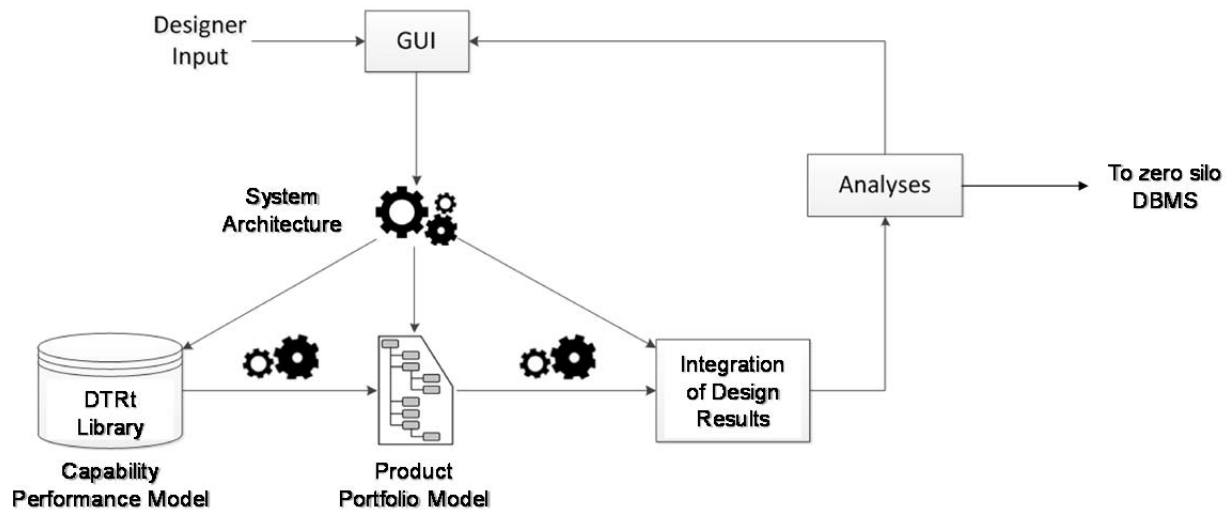 Designer
Input
GUI
System
Architecture
Analyses
To zero silo
DBMS
DTRt
Library
Capability
Performance Model
Product
Portfolio Model
Integration
of Design
Results